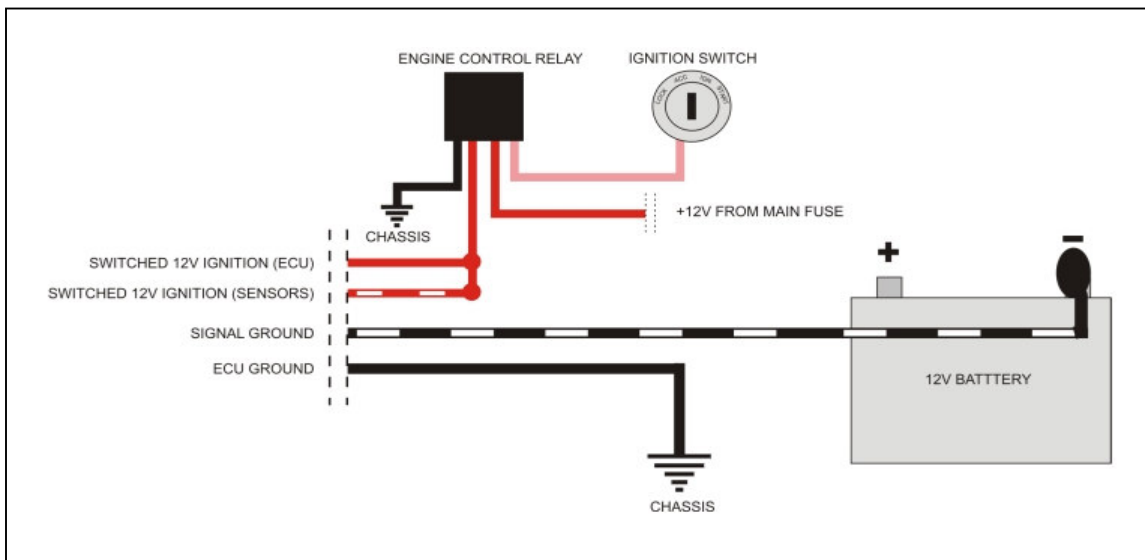 ENGINE CONTROL RELAY
IGNITION SWITCH
LOCK ACC IGN START
CHASSIS
+12V FROM MAIN FUSE
SWITCHED 12V IGNITION (ECU)
SWITCHED 12V IGNITION (SENSORS)
SIGNAL GROUND
ECU GROUND
+
-
12V BATTTERY
CHASSIS